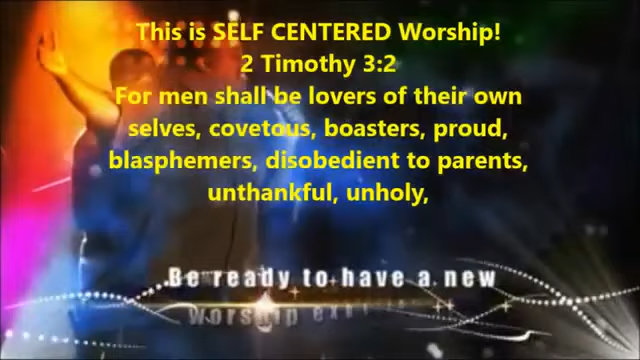 This is SELF CENTERED Worship!
2 Timothy 3:2
For men shall be lovers of their own
selves, covetous, boasters, proud,
blasphemers, disobedient to parents,
unthankful, unholy,
Be ready to have a new
worship